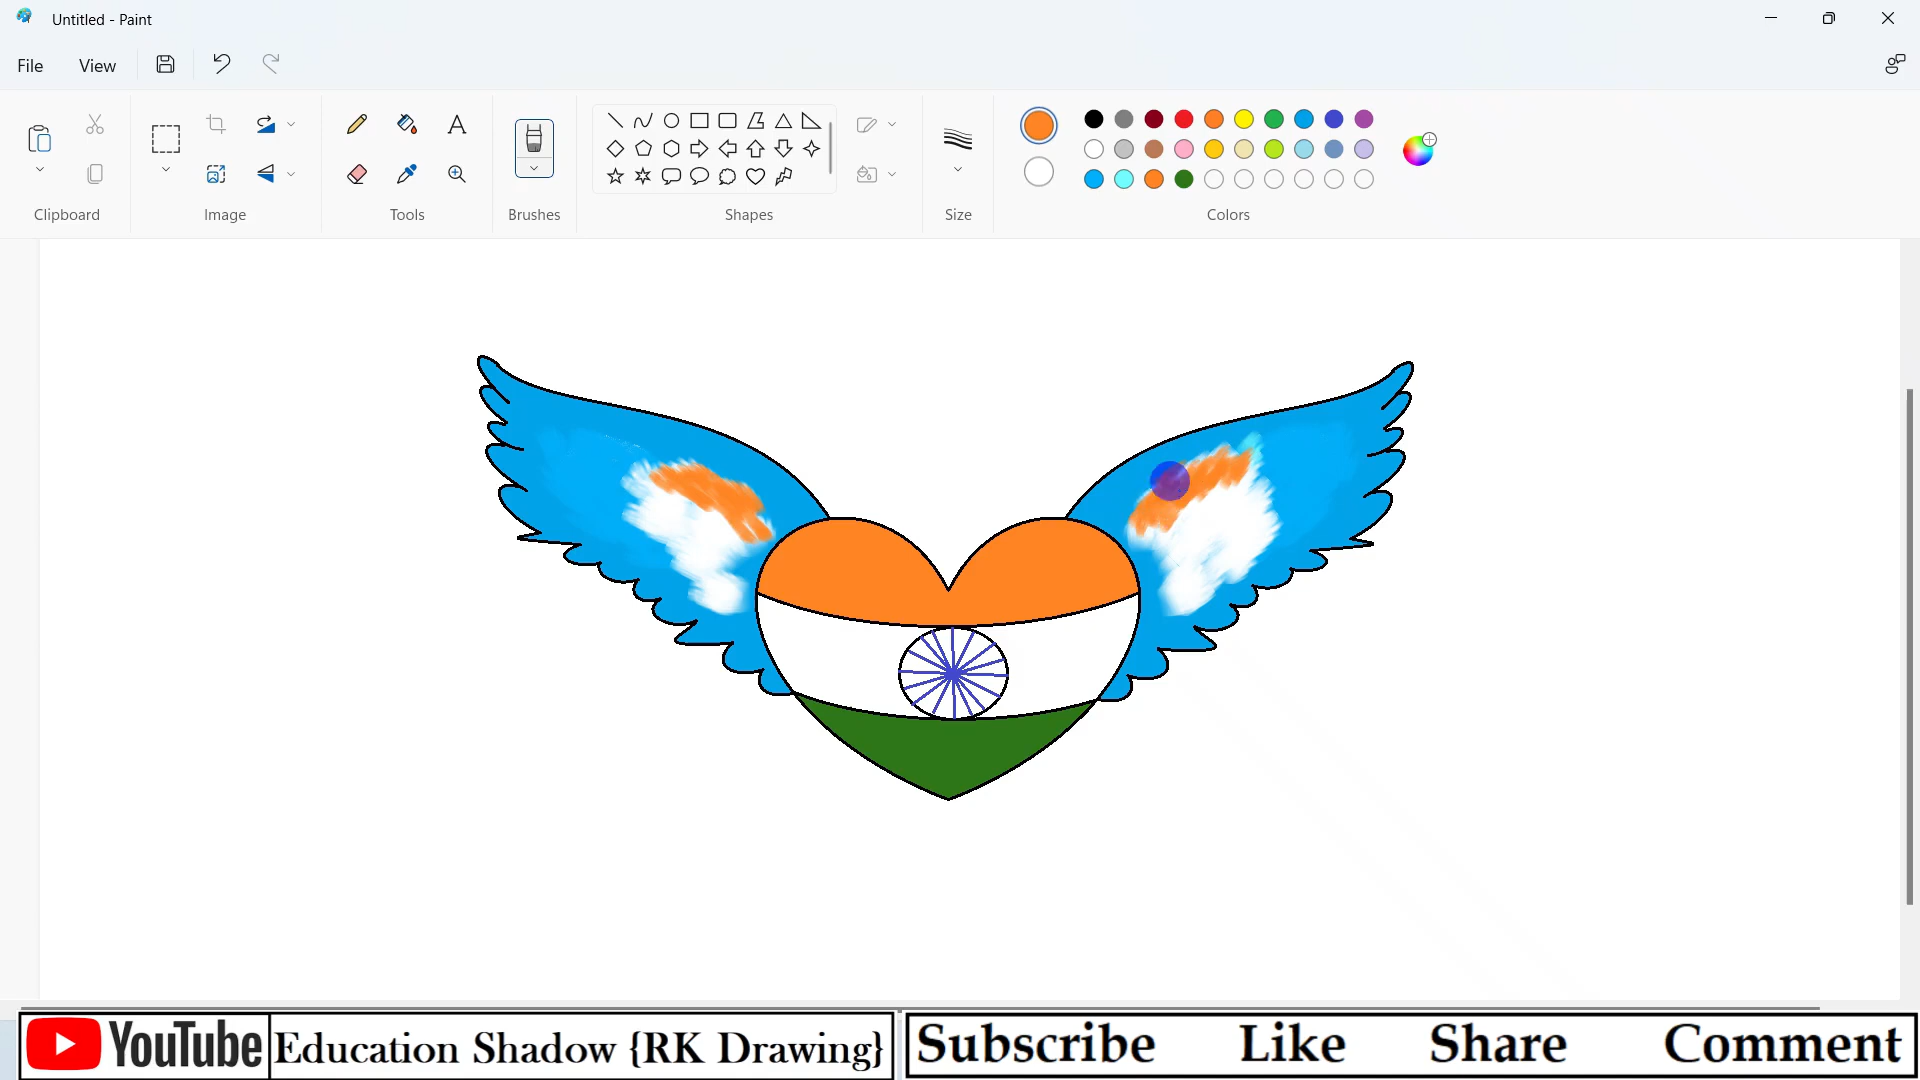 Untitled - Paint
File View
Clipboard Image Tools Brushes Shapes Size Colors
YouTube Education Shadow {RK Drawing} Subscribe Like Share Comment